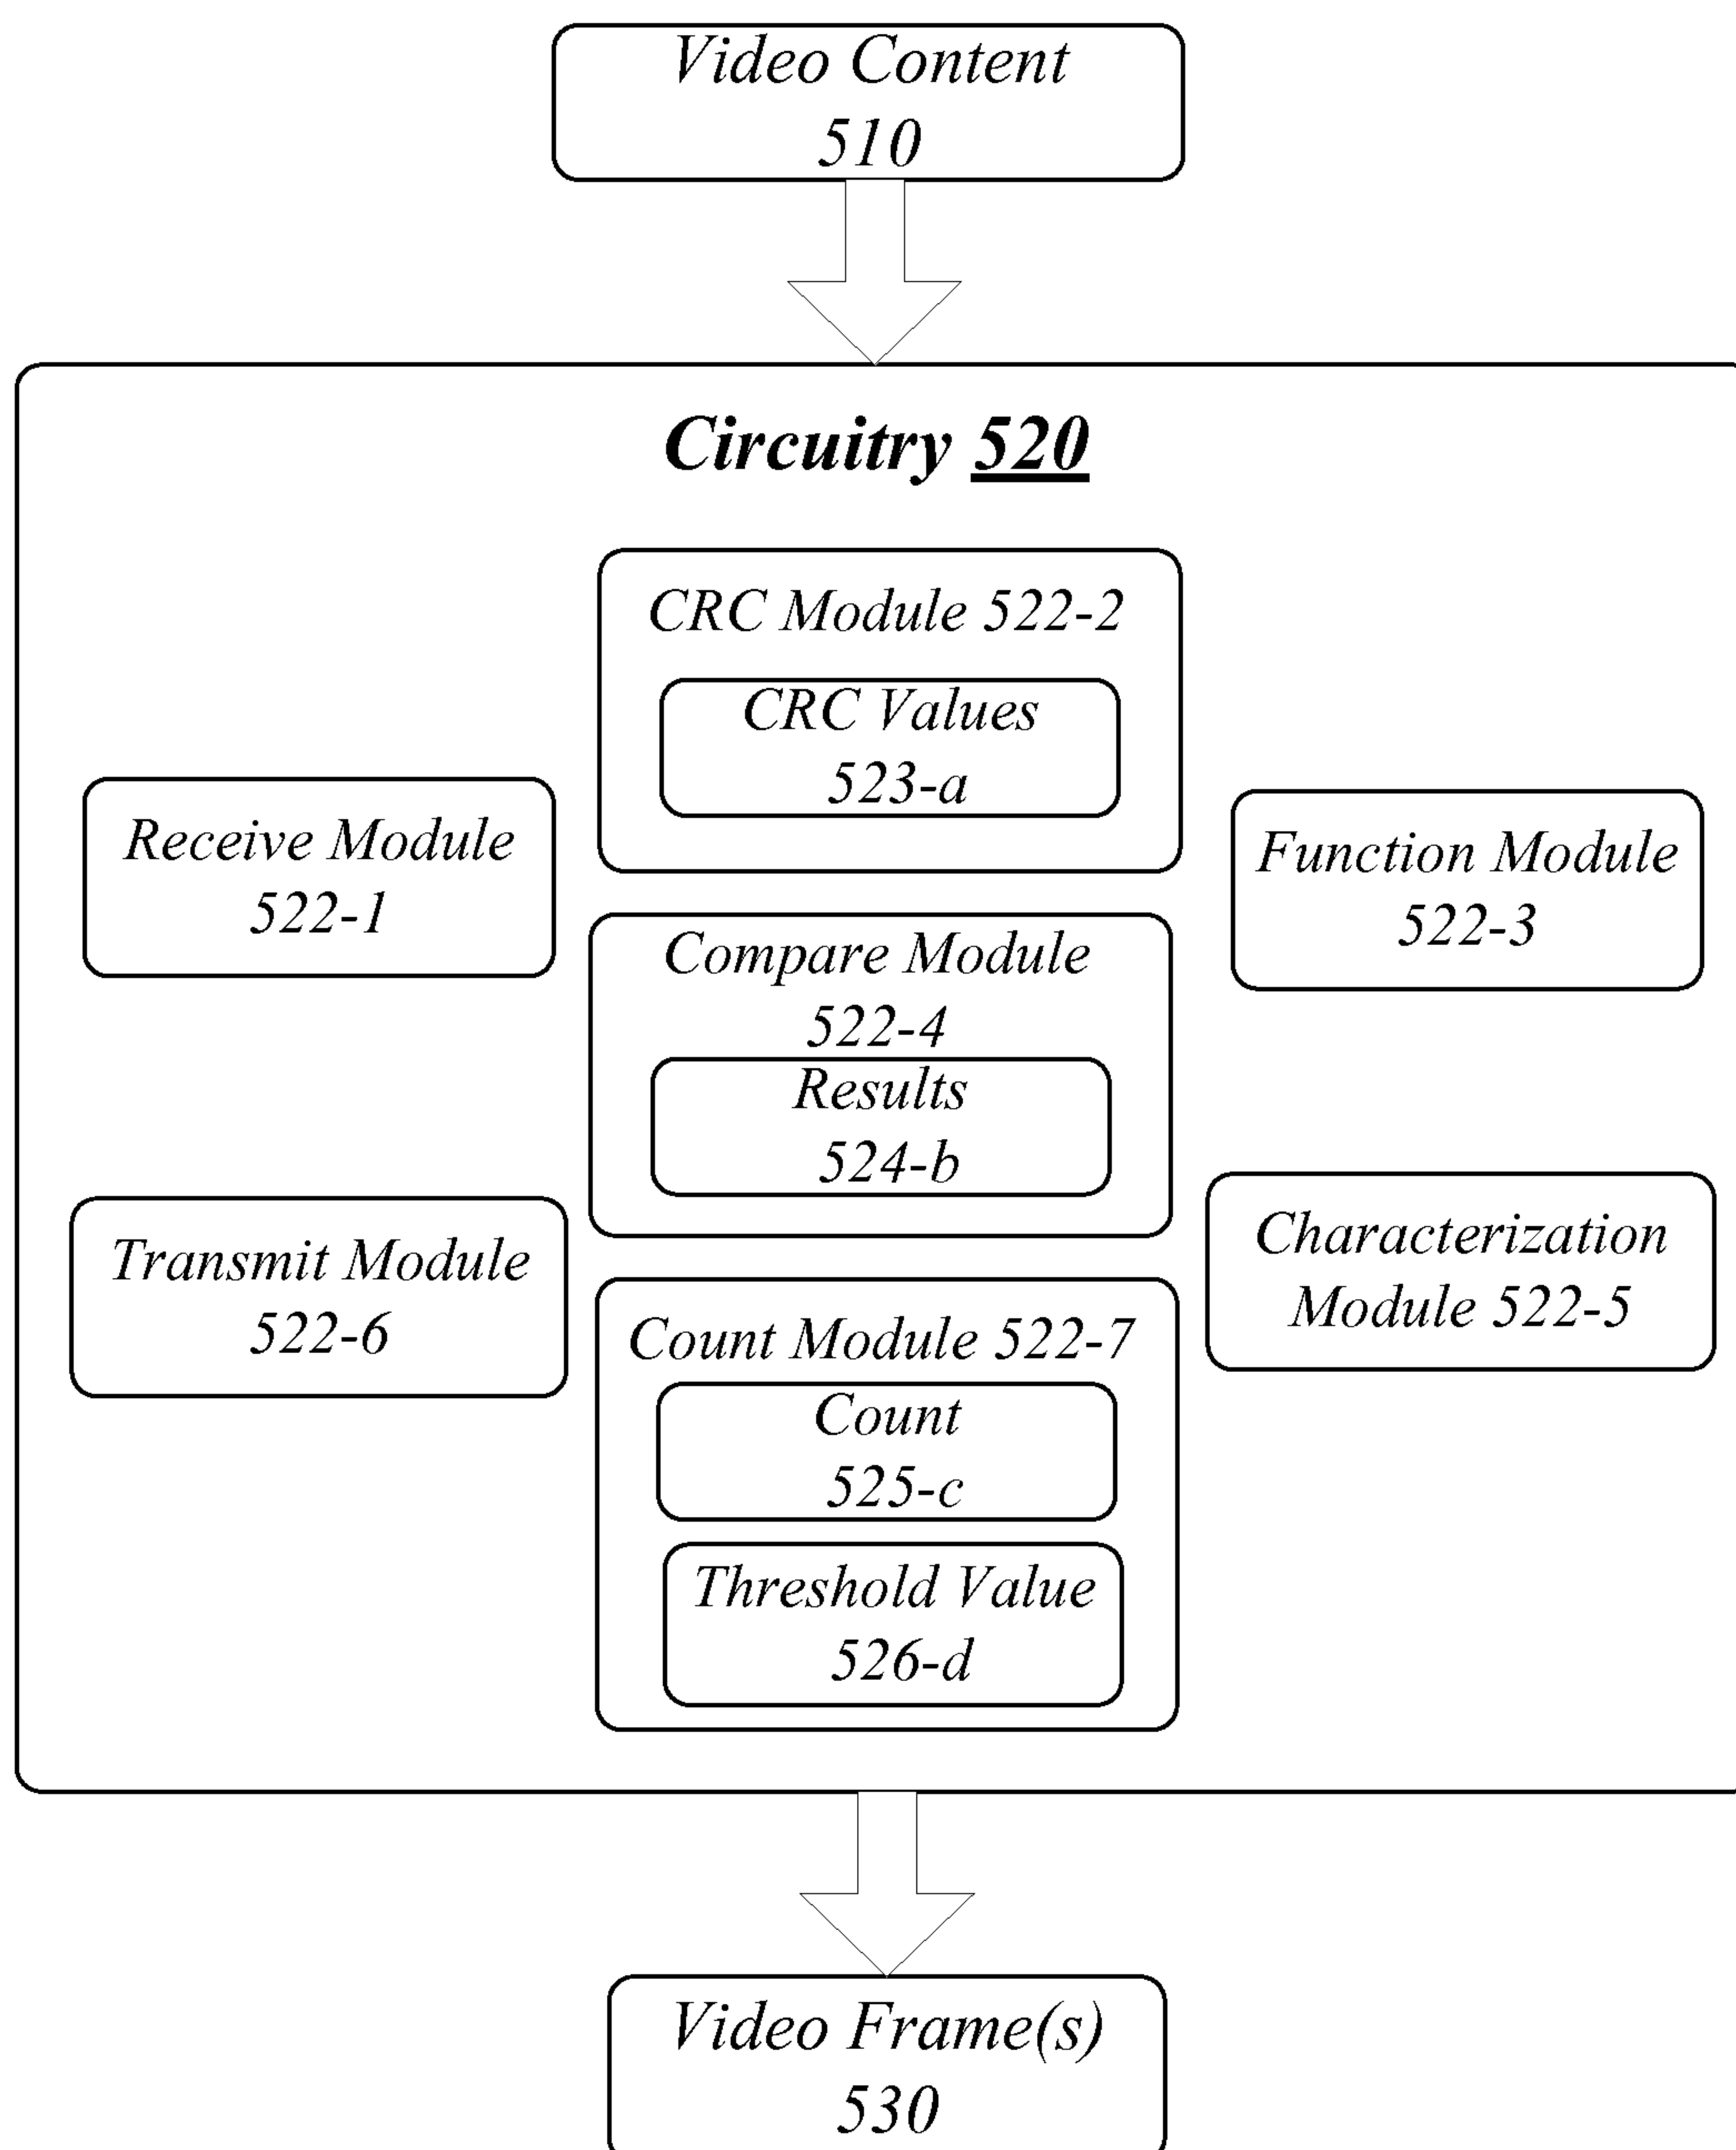 Video Content
510
Circuitry 520
CRC Module 522-2
CRC Values
523-a
Receive Module
522-1
Function Module
522-3
Compare Module
522-4
Results
524-b
Transmit Module
522-6
Characterization
Module 522-5
Count Module 522-7
Count
525-c
Threshold Value
526-d
Video Frame(s)
530